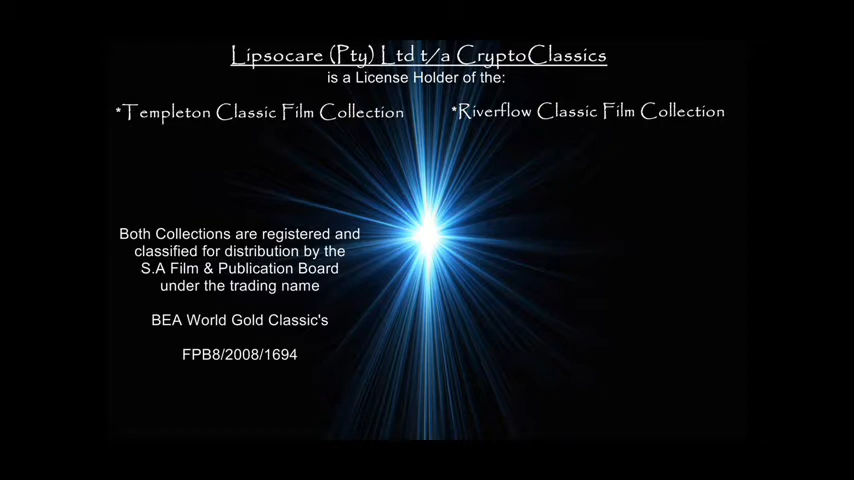 Lipsocare (Pty) Ltd t/a CryptoClassics
is a License Holder of the:
*Templeton Classic Film Collection *Riverflow Classic Film Collection
Both Collections are registered and
classified for distribution by the
S.A Film & Publication Board
under the trading name
BEA World Gold Classic's
FPB8/2008/1694